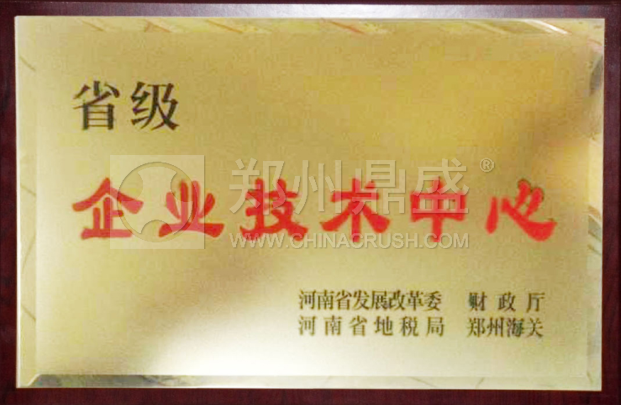 省级
郑州鼎盛®
企业技术中心
WWW.CHINACRUSH.COM
河南省发展改革委 财政厅
河南省地税局 郑州海关